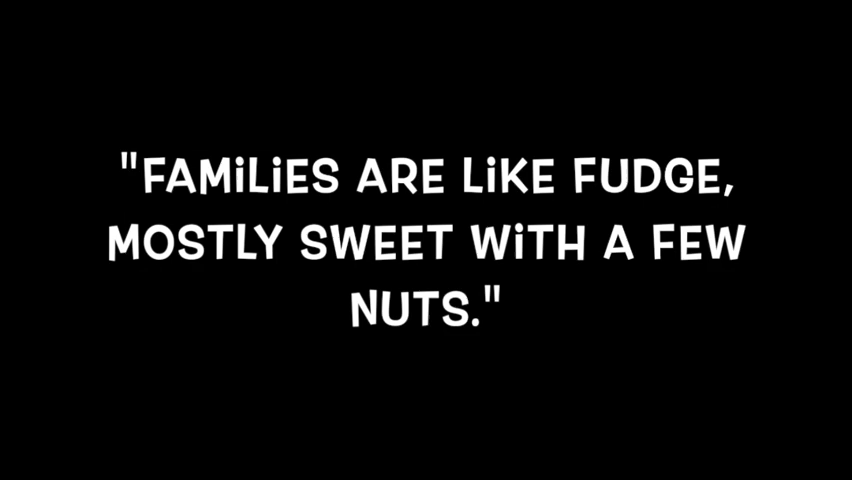 "FAMiLiES ARE LiKE FUDGE,
MOSTLY SWEET WiTH A FEW
NUTS."